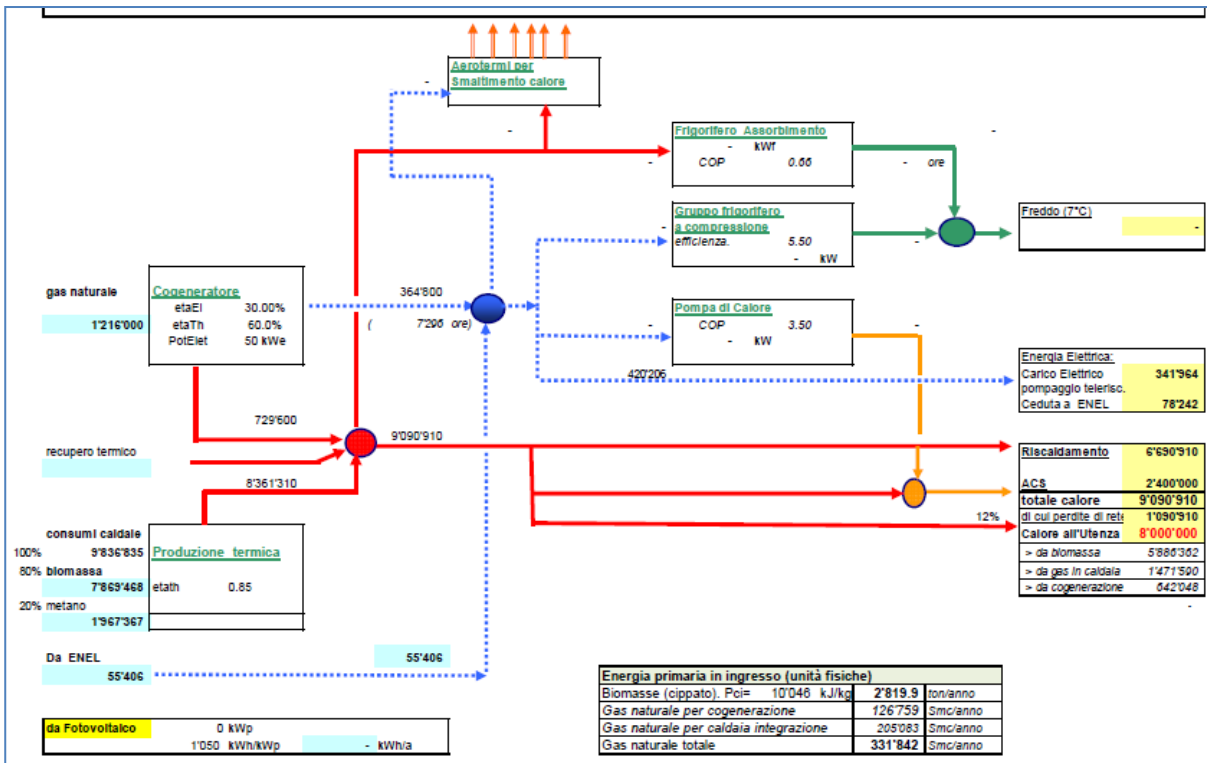 Aerotermi per
Smaltimento calore
-
-
Frigorifero Assorbimento
- kWf
COP 0.66
-
-
- ore
Gruppo frigorifero
a compressione
efficienza. 5.50
- kW
-
-
Freddo (7°C)
-
gas naturale
1'216'000
Cogeneratore
etaEl 30.00%
etaTh 60.0%
PotElet 50 kWe
364'800
( 7'296 ore)
Pompa di Calore
COP 3.50
- kW
-
-
420'206
Energia Elettrica:
Carico Elettrico 341'964
pompaggio telerisc.
Ceduta a ENEL 78'242
729'600
9'090'910
recupero termico
8'361'310
Riscaldamento 6'690'910
ACS 2'400'000
totale calore 9'090'910
12%
di cui perdite di rete 1'090'910
Calore all'Utenza 8'000'000
> da biomassa 5'886'362
> da gas in caldaia 1'471'590
> da cogenerazione 642'048
-
consumi caldaie
100% 9'836'835
80% biomassa
7'869'468
20% metano
1'967'367
Produzione termica
etath 0.85
Da ENEL
55'406
55'406
da Fotovoltaico 0 kWp
1'050 kWh/kWp - kWh/a
Energia primaria in ingresso (unità fisiche)
Biomasse (cippato). Pci= 10'046 kJ/kg 2'819.9 ton/anno
Gas naturale per cogenerazione 126'759 Smc/anno
Gas naturale per caldaia integrazione 205'083 Smc/anno
Gas naturale totale 331'842 Smc/anno